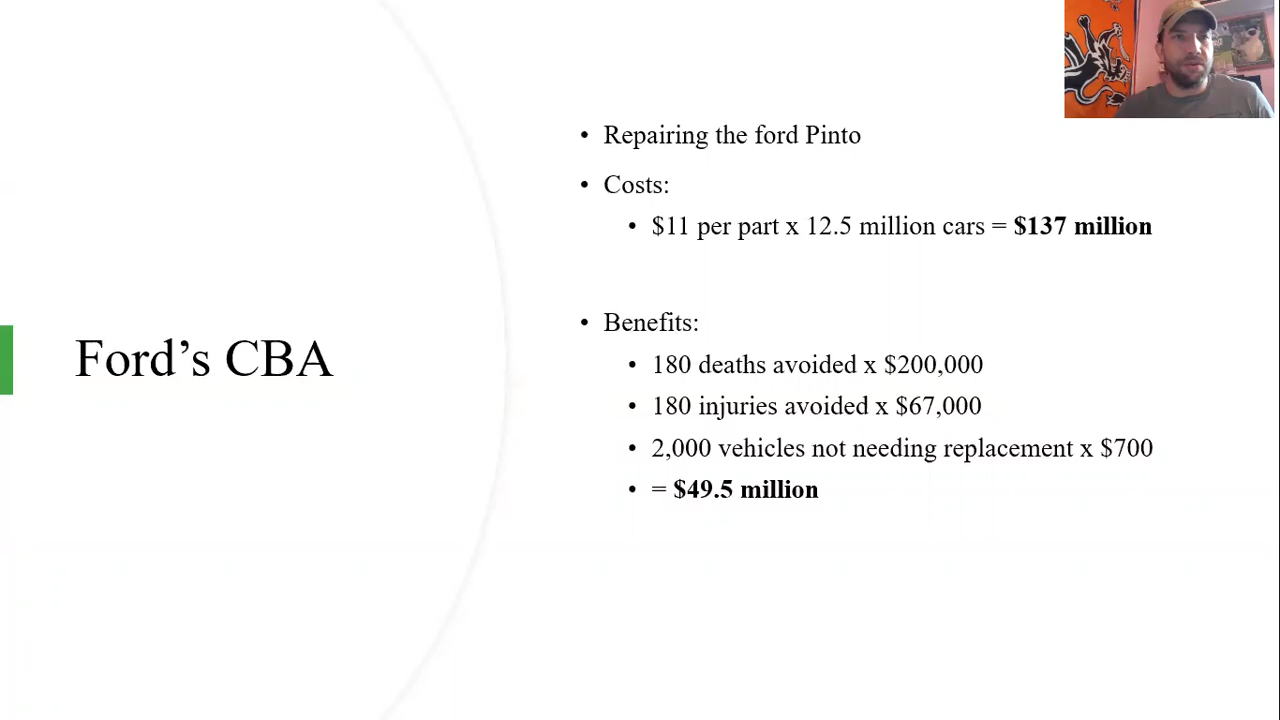 Ford's CBA
• Repairing the ford Pinto
• Costs:
• $11 per part x 12.5 million cars = $137 million
• Benefits:
• 180 deaths avoided x $200,000
• 180 injuries avoided x $67,000
• 2,000 vehicles not needing replacement x $700
• = $49.5 million